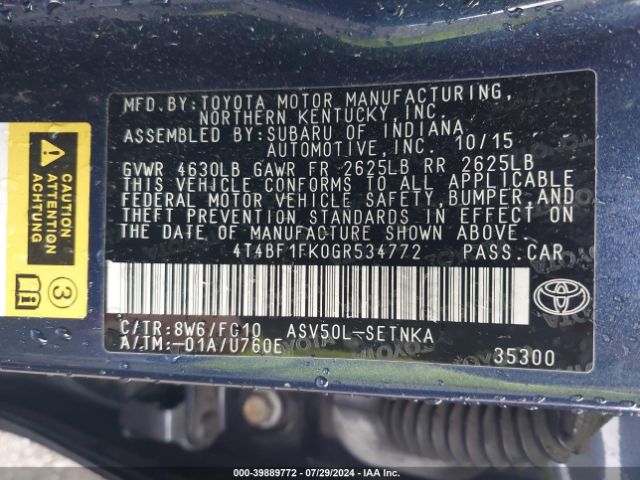 CAUTION
ATTENTION
ACHTUNG
3
MFD.BY:TOYOTA MOTOR MANUFACTURING,
NORTHERN KENTUCKY,INC.
ASSEMBLED BY:SUBARU OF INDIANA
AUTOMOTIVE,INC. 10/15
GVWR 4630LB GAWR FR 2625LB RR 2625LB
THIS VEHICLE CONFORMS TO ALL APPLICABLE
FEDERAL MOTOR VEHICLE SAFETY,BUMPER,AND
THEFT PREVENTION STANDARDS IN EFFECT ON
THE DATE OF MANUFACTURE SHOWN ABOVE.
4T4BF1FK0GR534772 PASS.CAR
C/TR:8W6/FG10 ASV50L-SETNKA
A/TM:-01A/U760E
35300
000-39889772 / 07/29/2024 / IAA Inc.